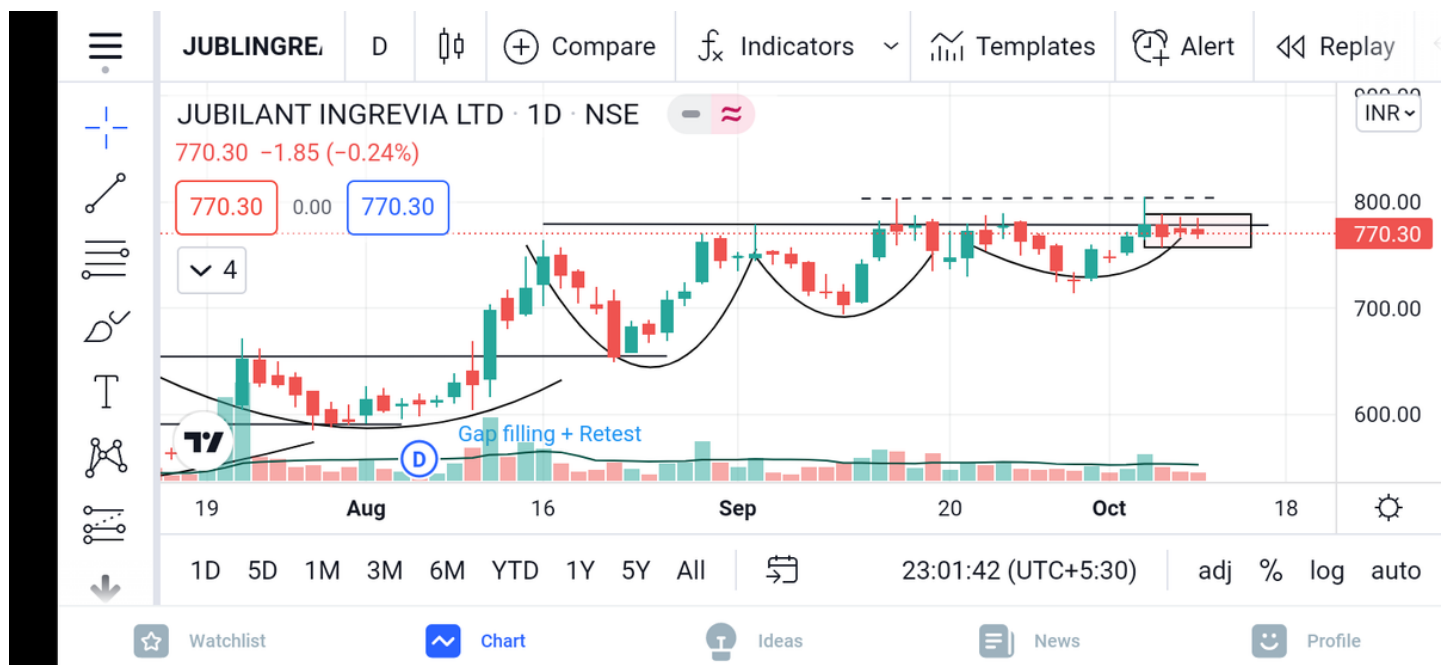 JUBLINGRE
D
Compare
Indicators
Templates
Alert
Replay
JUBILANT INGREVIA LTD · 1D · NSE
INR
770.30 −1.85 (−0.24%)
770.30 0.00 770.30
800.00
770.30
4
700.00
600.00
Gap filling + Retest
D
19 Aug 16 Sep 20 Oct 18
1D 5D 1M 3M 6M YTD 1Y 5Y All
23:01:42 (UTC+5:30)
adj % log auto
Watchlist Chart Ideas News Profile